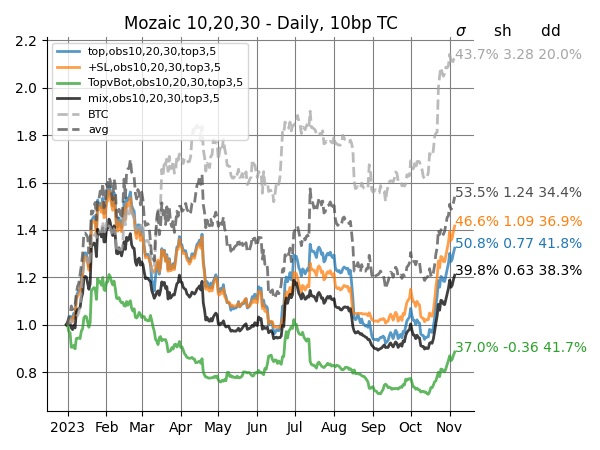 Mozaic 10,20,30 - Daily, 10bp TC
σ sh dd
2.2
2.0
1.8
1.6
1.4
1.2
1.0
0.8
top,obs10,20,30,top3,5
+SL,obs10,20,30,top3,5
TopvBot,obs10,20,30,top3,5
mix,obs10,20,30,top3,5
BTC
avg
43.7% 3.28 20.0%
53.5% 1.24 34.4%
46.6% 1.09 36.9%
50.8% 0.77 41.8%
39.8% 0.63 38.3%
37.0% -0.36 41.7%
2023 Feb Mar Apr May Jun Jul Aug Sep Oct Nov